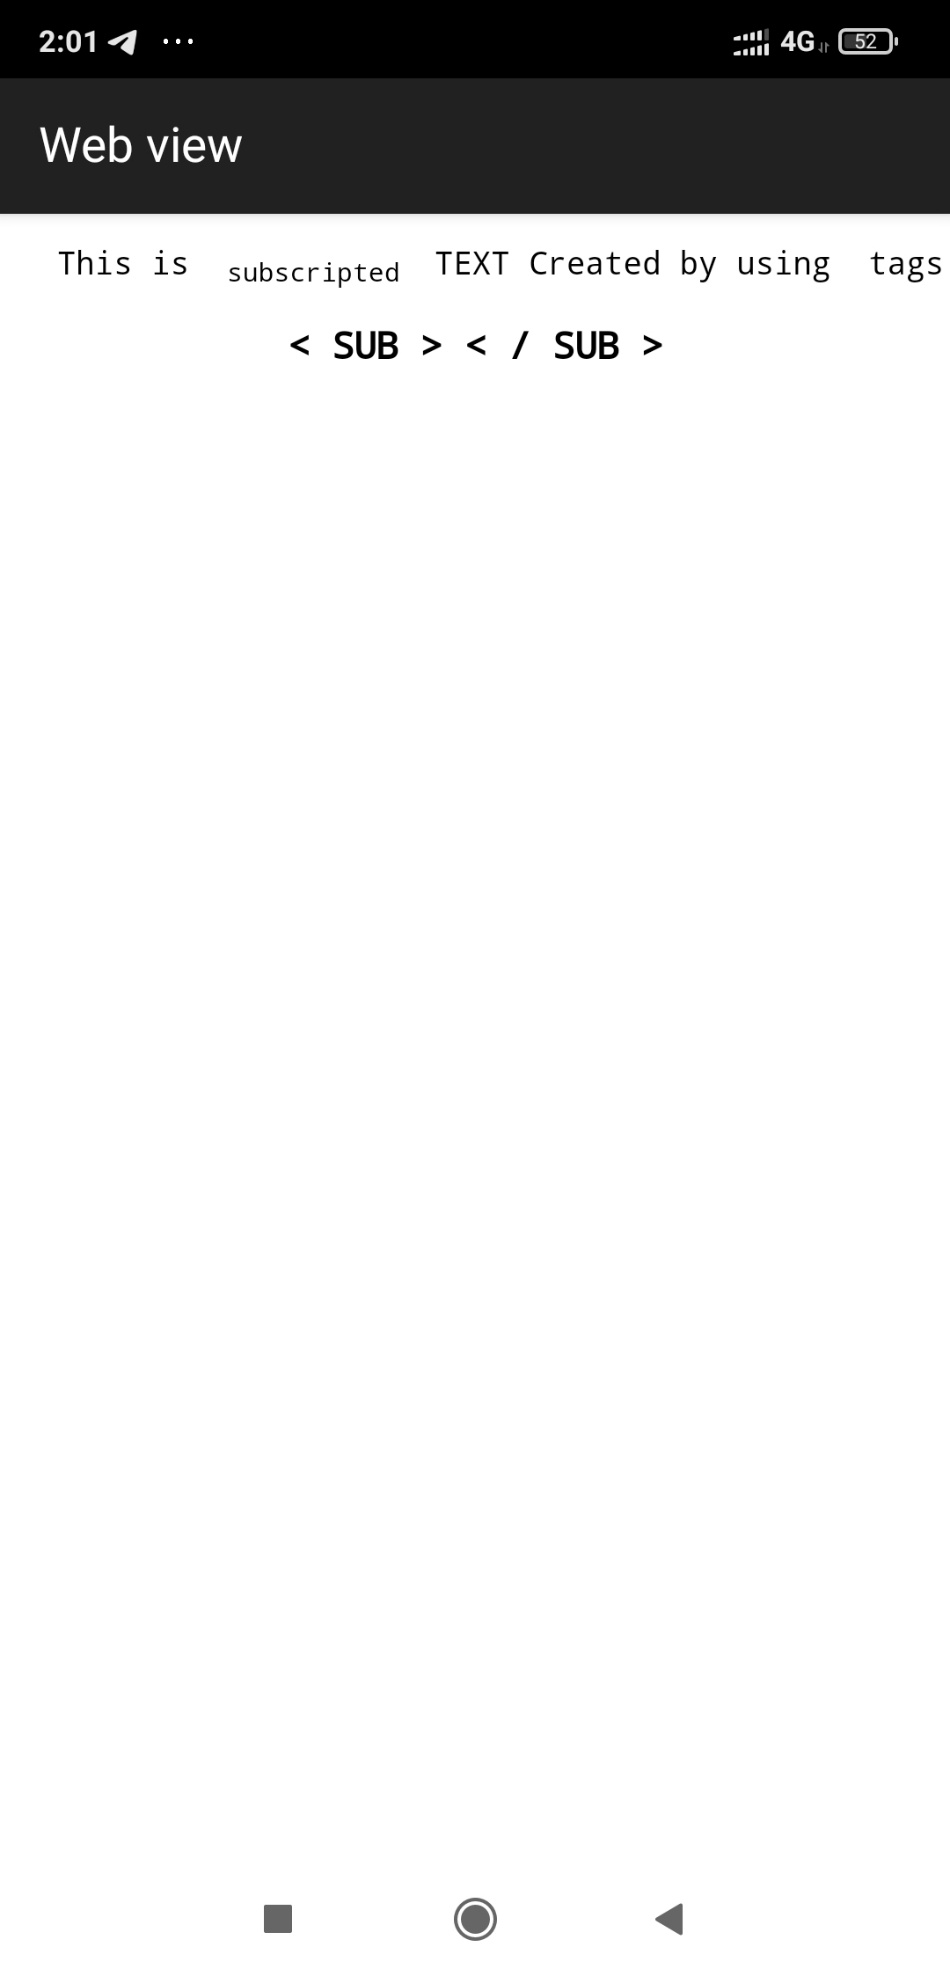 2:01 ... 4G 52
Web view
This is subscripted TEXT Created by using tags
< SUB > < / SUB >